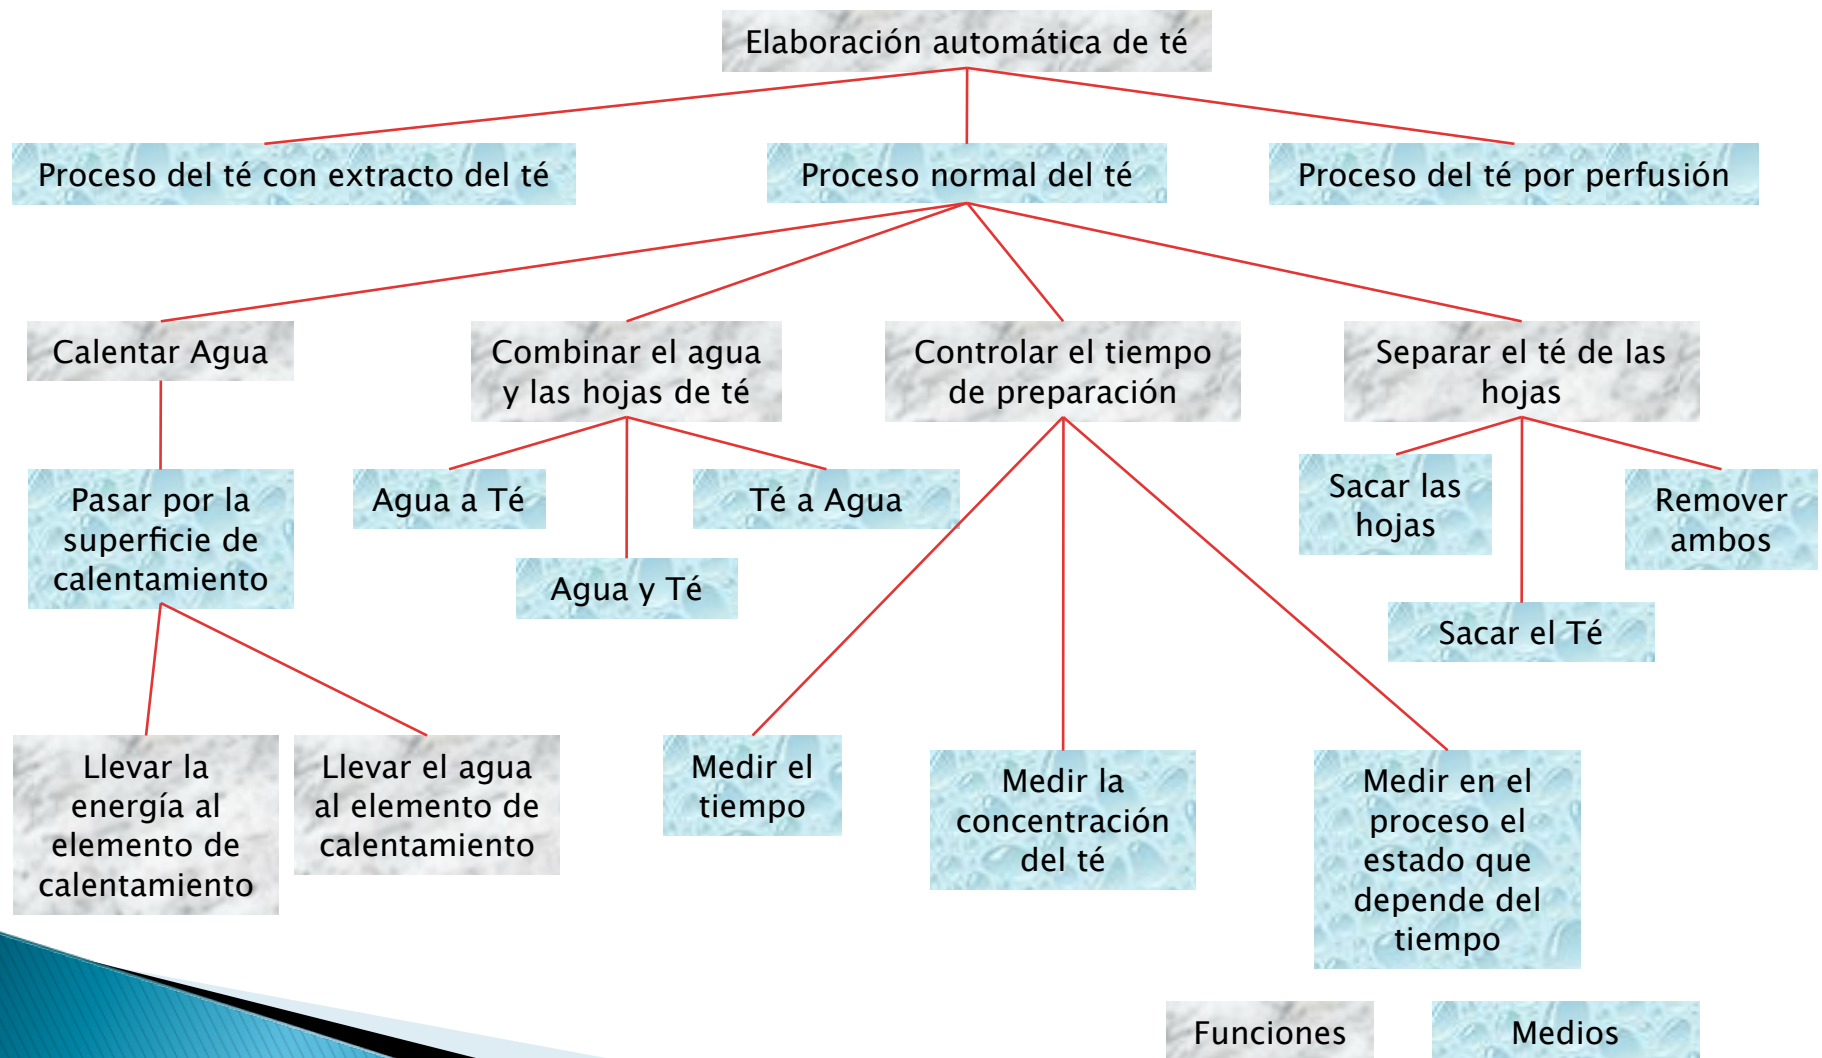 Elaboración automática de té
Proceso del té con extracto del té
Proceso normal del té
Proceso del té por perfusión
Calentar Agua
Combinar el agua
y las hojas de té
Controlar el tiempo
de preparación
Separar el té de las
hojas
Pasar por la
superficie de
calentamiento
Agua a Té
Agua y Té
Té a Agua
Sacar las
hojas
Sacar el Té
Remover
ambos
Llevar la
energía al
elemento de
calentamiento
Llevar el agua
al elemento de
calentamiento
Medir el
tiempo
Medir la
concentración
del té
Medir en el
proceso el
estado que
depende del
tiempo
Funciones
Medios